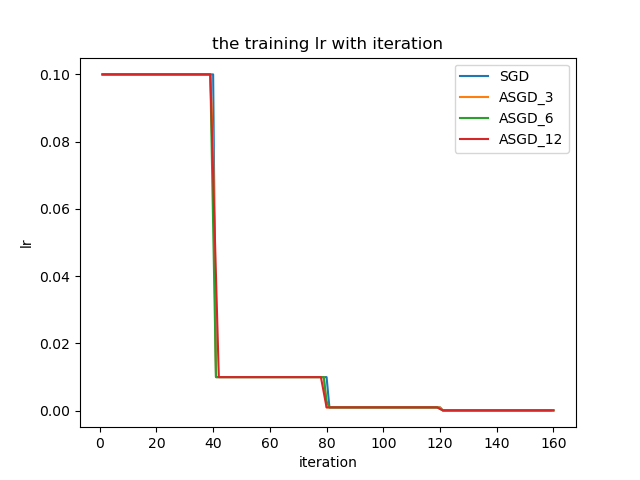 the training lr with iteration
SGD
ASGD_3
ASGD_6
ASGD_12
0.10
0.08
0.06
0.04
0.02
0.00
lr
0 20 40 60 80 100 120 140 160
iteration